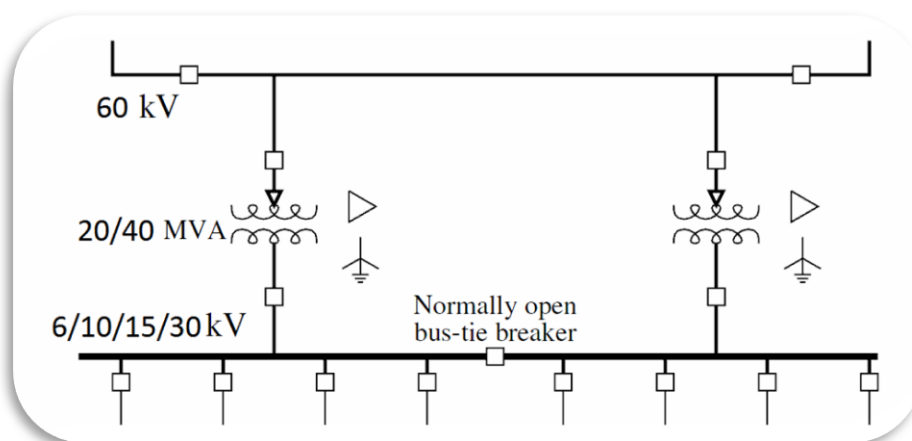 60 kV
20/40 MVA
6/10/15/30 kV
Normally open
bus-tie breaker